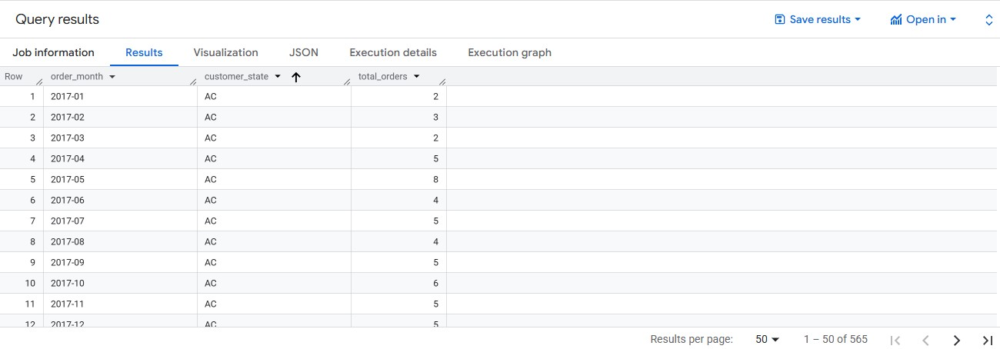 Query results Save results Open in
Job information Results Visualization JSON Execution details Execution graph
Row order_month customer_state total_orders
1 2017-01 AC 2
2 2017-02 AC 3
3 2017-03 AC 2
4 2017-04 AC 5
5 2017-05 AC 8
6 2017-06 AC 4
7 2017-07 AC 5
8 2017-08 AC 4
9 2017-09 AC 5
10 2017-10 AC 6
11 2017-11 AC 5
12 2017-12 AC 5
Results per page: 50 1 – 50 of 565